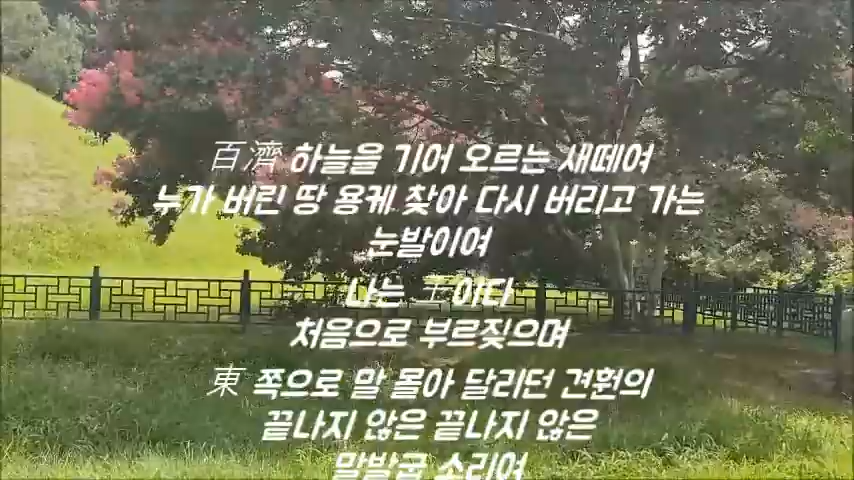 百濟 하늘을 기어 오르는 새떼여
누가 버린 땅 용케 찾아 다시 버리고 가는
눈발이여
나는 王이다
처음으로 부르짖으며
東 쪽으로 말 몰아 달리던 견훤의
끝나지 않은 끝나지 않은
말발굽 소리여